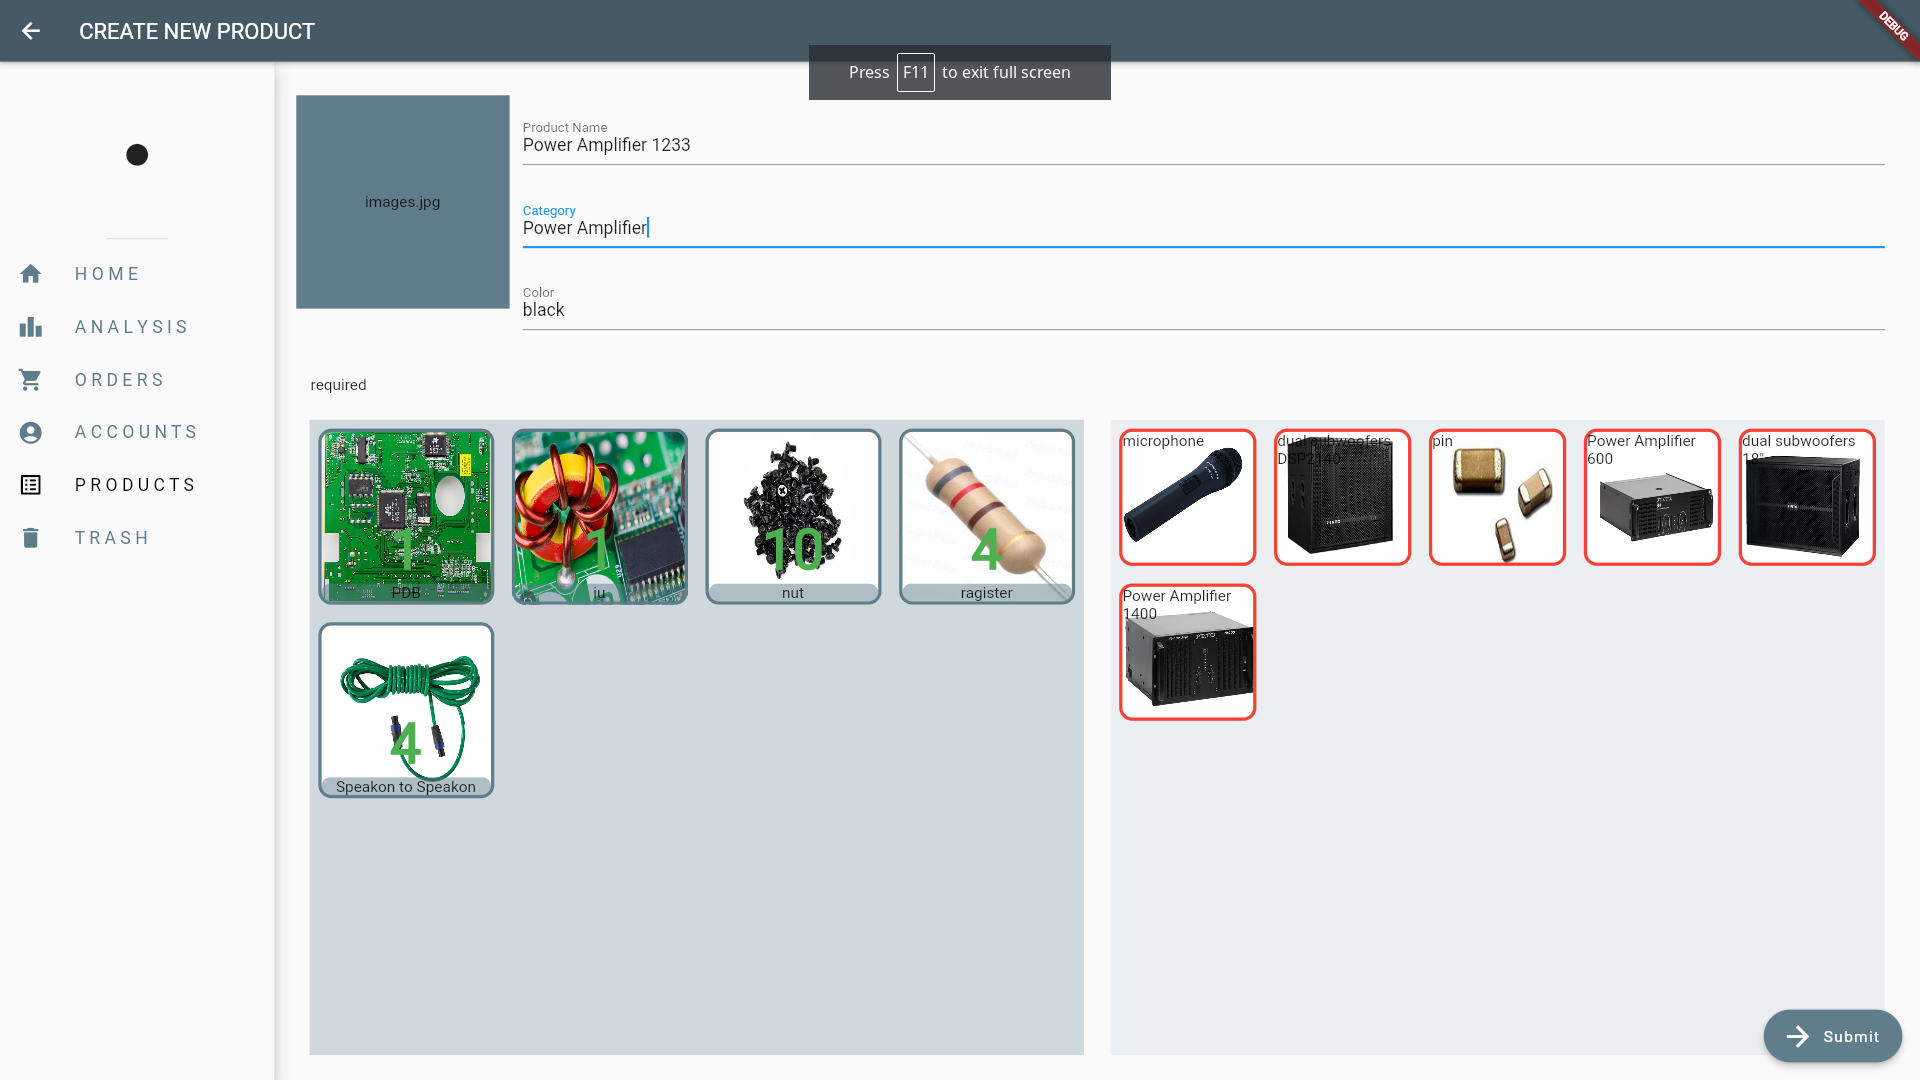 CREATE NEW PRODUCT
DEBUG
Press F11 to exit full screen
Product Name
Power Amplifier 1233
images.jpg
Category
Power Amplifier
Color
black
HOME
ANALYSIS
ORDERS
ACCOUNTS
PRODUCTS
TRASH
required
1
PDB
1
iu
10
nut
4
ragister
4
Speakon to Speakon
microphone
dual subwoofers
DSP2140
pin
Power Amplifier
600
dual subwoofers
18"
Power Amplifier
1400
Submit